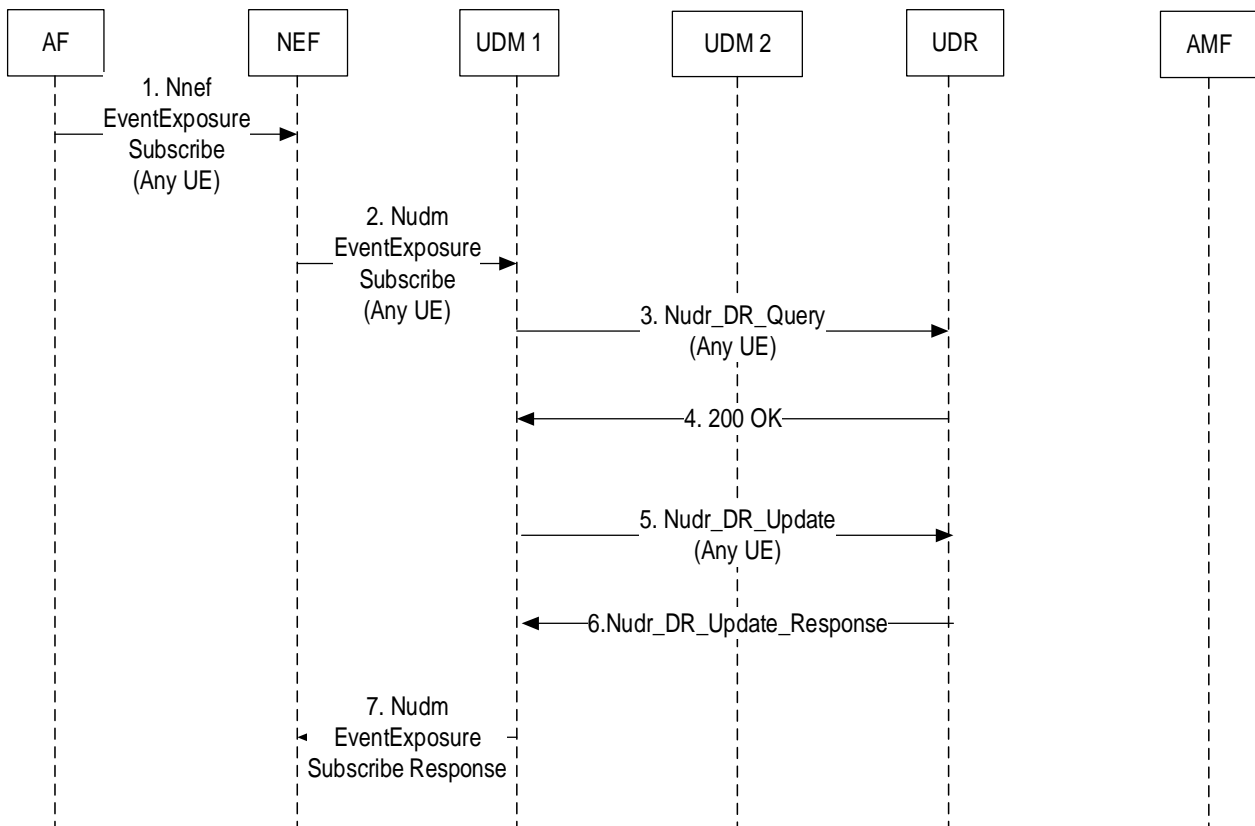 AF
NEF
UDM 1
UDM 2
UDR
AMF
1. Nnef
EventExposure
Subscribe
(Any UE)
2. Nudm
EventExposure
Subscribe
(Any UE)
3. Nudr_DR_Query
(Any UE)
4. 200 OK
5. Nudr_DR_Update
(Any UE)
6.Nudr_DR_Update_Response
7. Nudm
EventExposure
Subscribe Response